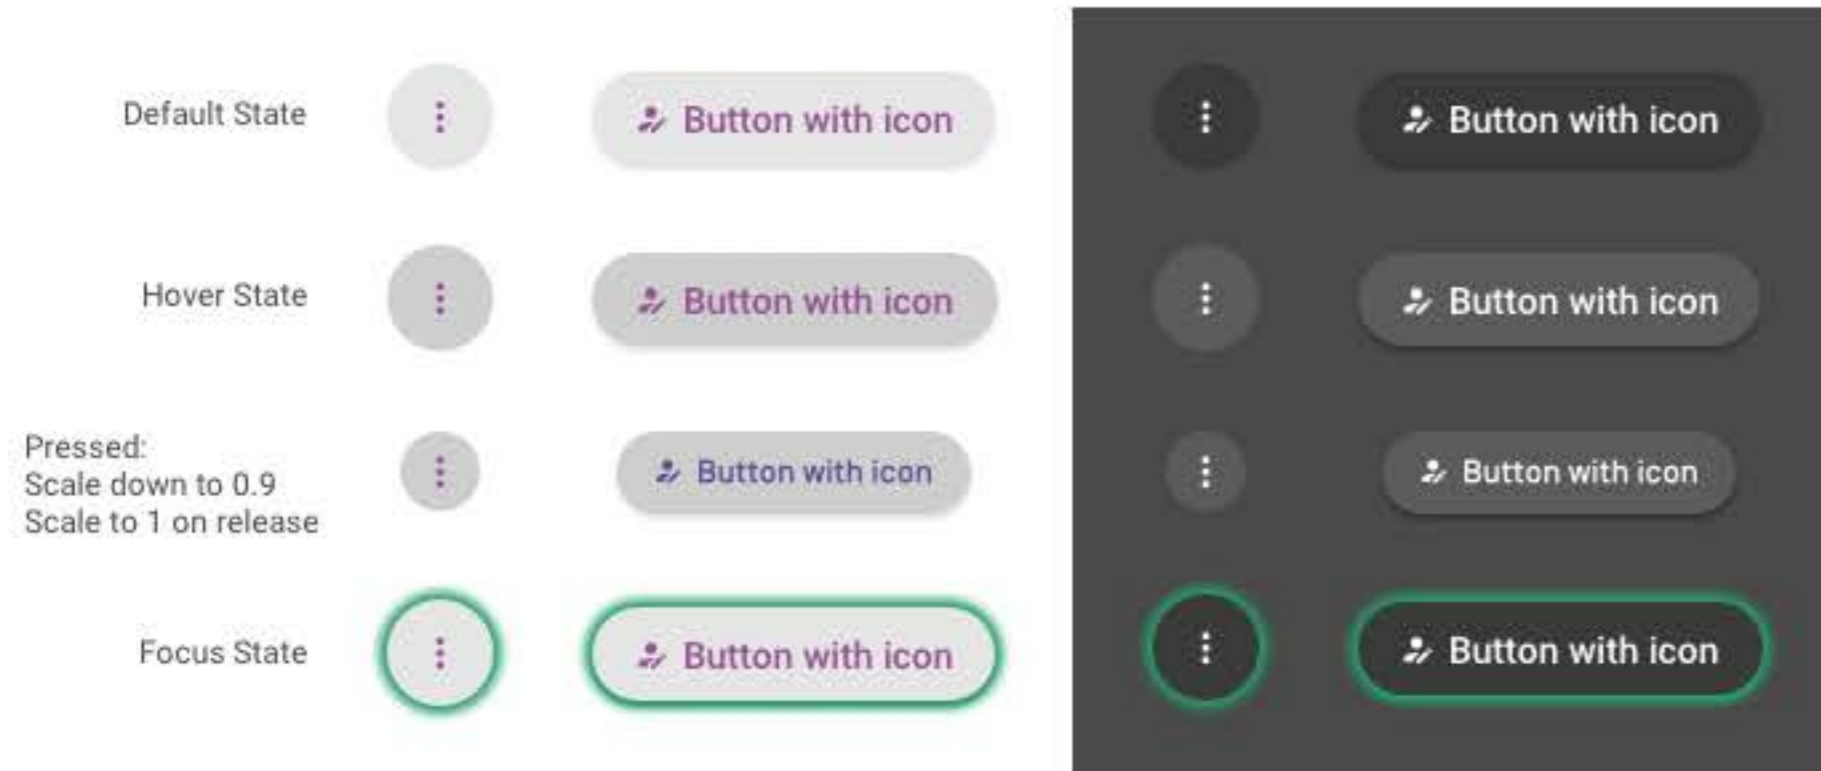 Default State
Button with icon
Button with icon
Hover State
Button with icon
Button with icon
Pressed:
Scale down to 0.9
Scale to 1 on release
Button with icon
Button with icon
Focus State
Button with icon
Button with icon